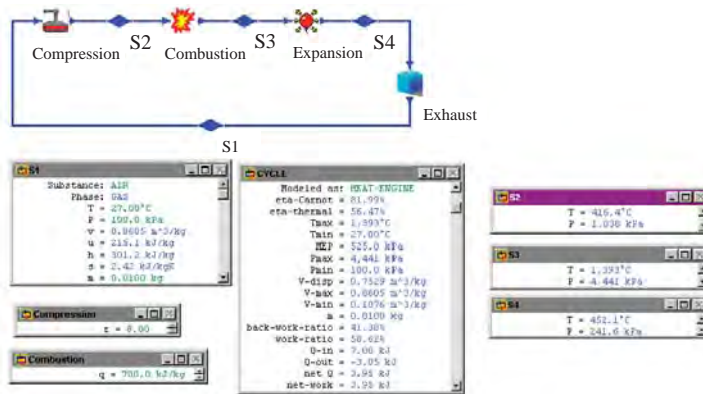 Compression
S2
Combustion
S3
Expansion
S4
Exhaust
S1
S1
Substance: AIR
Phase: GAS
T = 27.00°C
P = 100.0 kPa
v = 0.8605 m^3/kg
u = 215.1 kJ/kg
h = 301.2 kJ/kg
s = 2.42 kJ/kgK
m = 0.0100 kg
Compression
r = 8.00
Combustion
q = 700.0 kJ/kg
CYCLE
Modeled as: HEAT-ENGINE
eta-Carnot = 81.99%
eta-thermal = 56.47%
Tmax = 1,393°C
Tmin = 27.00°C
MEP = 525.0 kPa
Pmax = 4,441 kPa
Pmin = 100.0 kPa
V-disp = 0.7529 m^3/kg
V-max = 0.8605 m^3/kg
V-min = 0.1076 m^3/kg
m = 0.0100 kg
back-work-ratio = 41.38%
work-ratio = 58.62%
Q-in = 7.00 kJ
Q-out = -3.05 kJ
net Q = 3.95 kJ
net-work = 3.95 kJ
S2
T = 416.4°C
P = 1.838 kPa
S3
T = 1,393°C
P = 4.441 kPa
S4
T = 452.1°C
P = 241.6 kPa